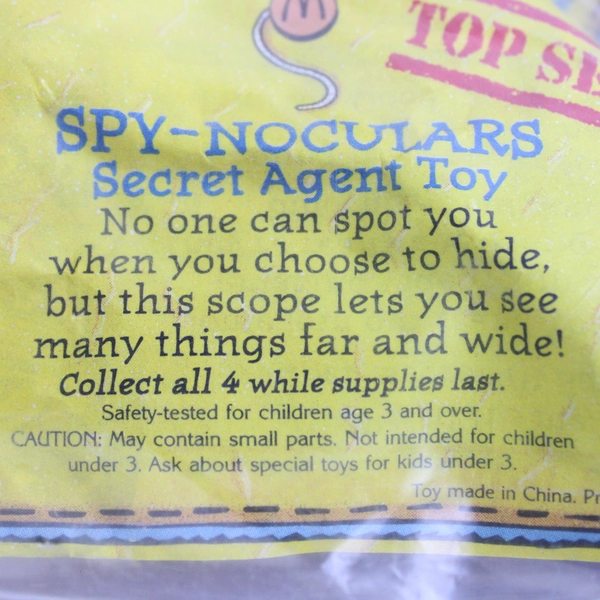 TOP
SPY-NOCULARS
Secret Agent Toy
No one can spot you
when you choose to hide,
but this scope lets you see
many things far and wide!
Collect all 4 while supplies last.
Safety-tested for children age 3 and over.
CAUTION: May contain small parts. Not intended for children
under 3. Ask about special toys for kids under 3.
Toy made in China.